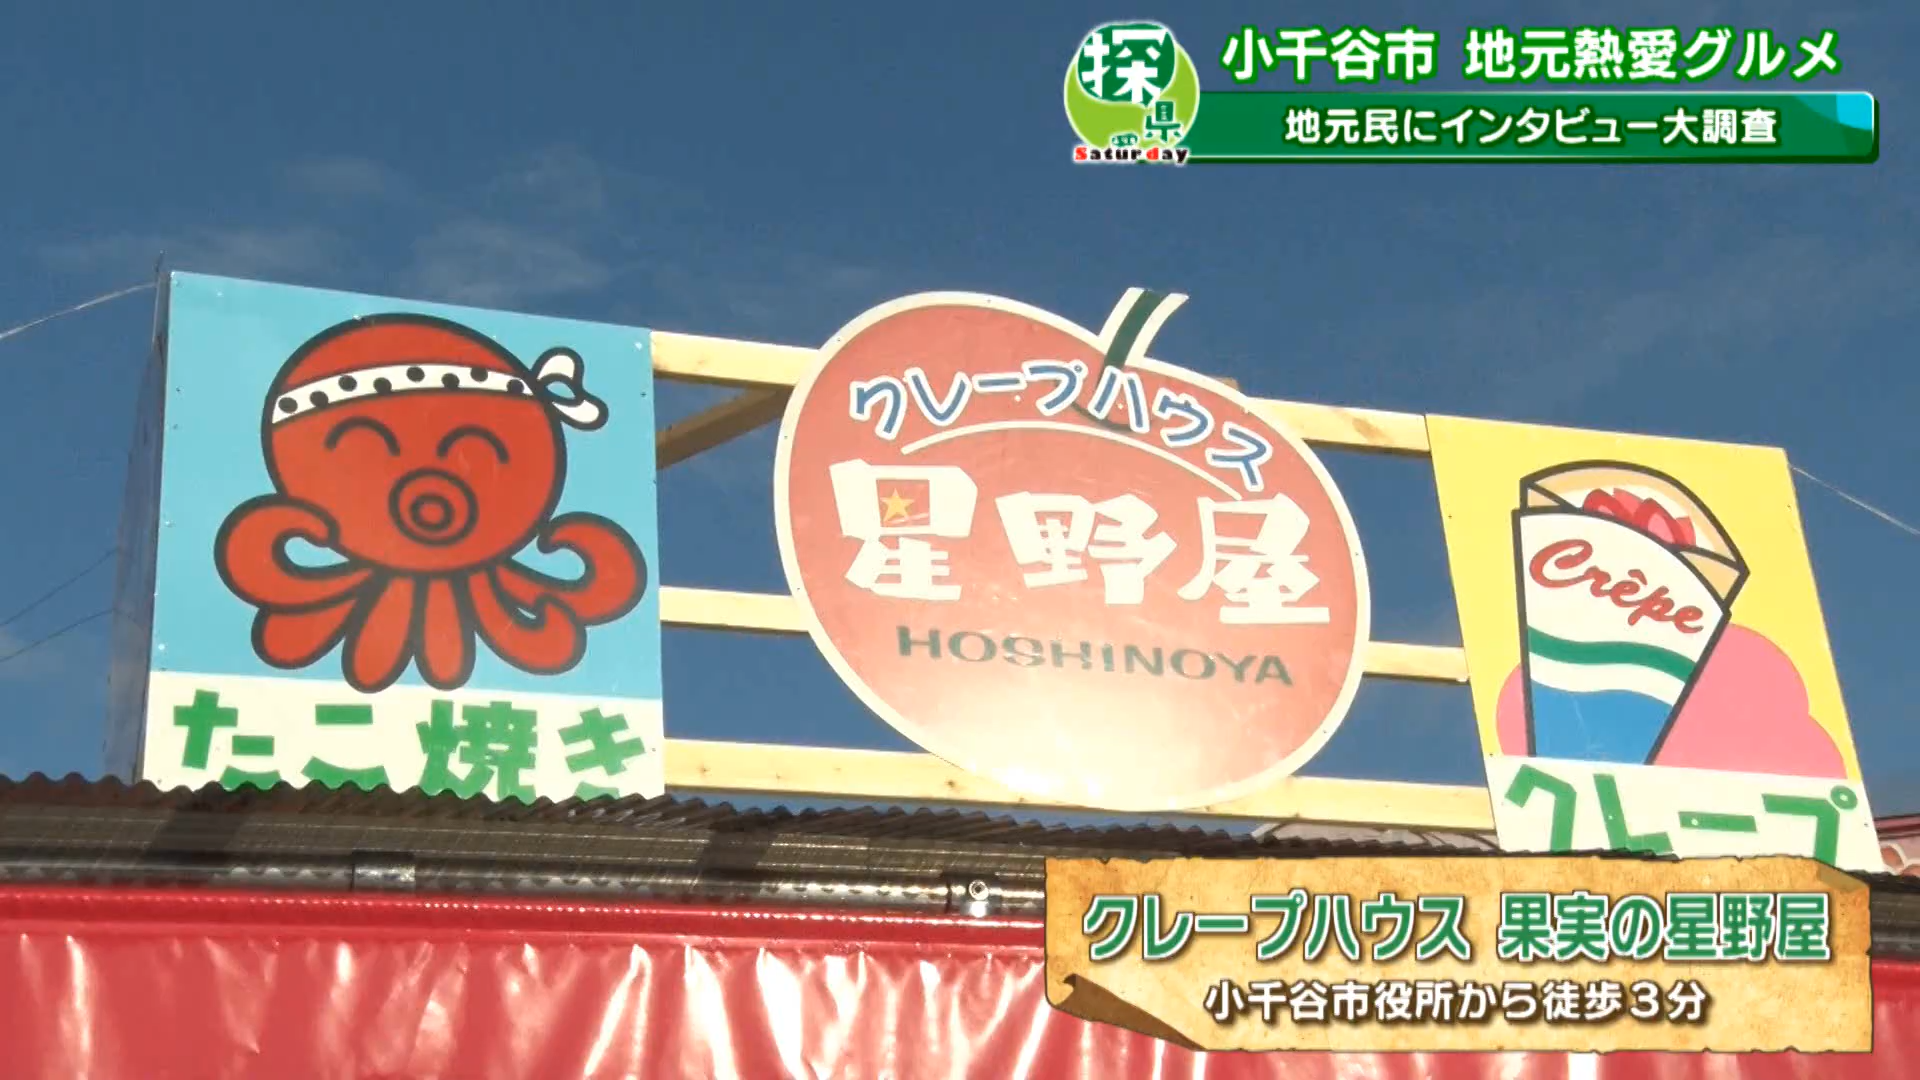 探県
Saturday
小千谷市 地元熱愛グルメ
地元民にインタビュー大調査
クレープハウス
星野屋
HOSHINOYA
たこ焼き
Crêpe
クレープ
クレープハウス 果実の星野屋
小千谷市役所から徒歩3分